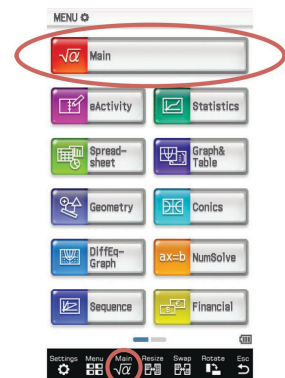 MENU
√α Main
eActivity
Statistics
Spread-
sheet
Graph&
Table
Geometry
Conics
DiffEq-
Graph
ax=b NumSolve
Sequence
Financial
Settings Menu Main Resize Swap Rotate Esc
√α